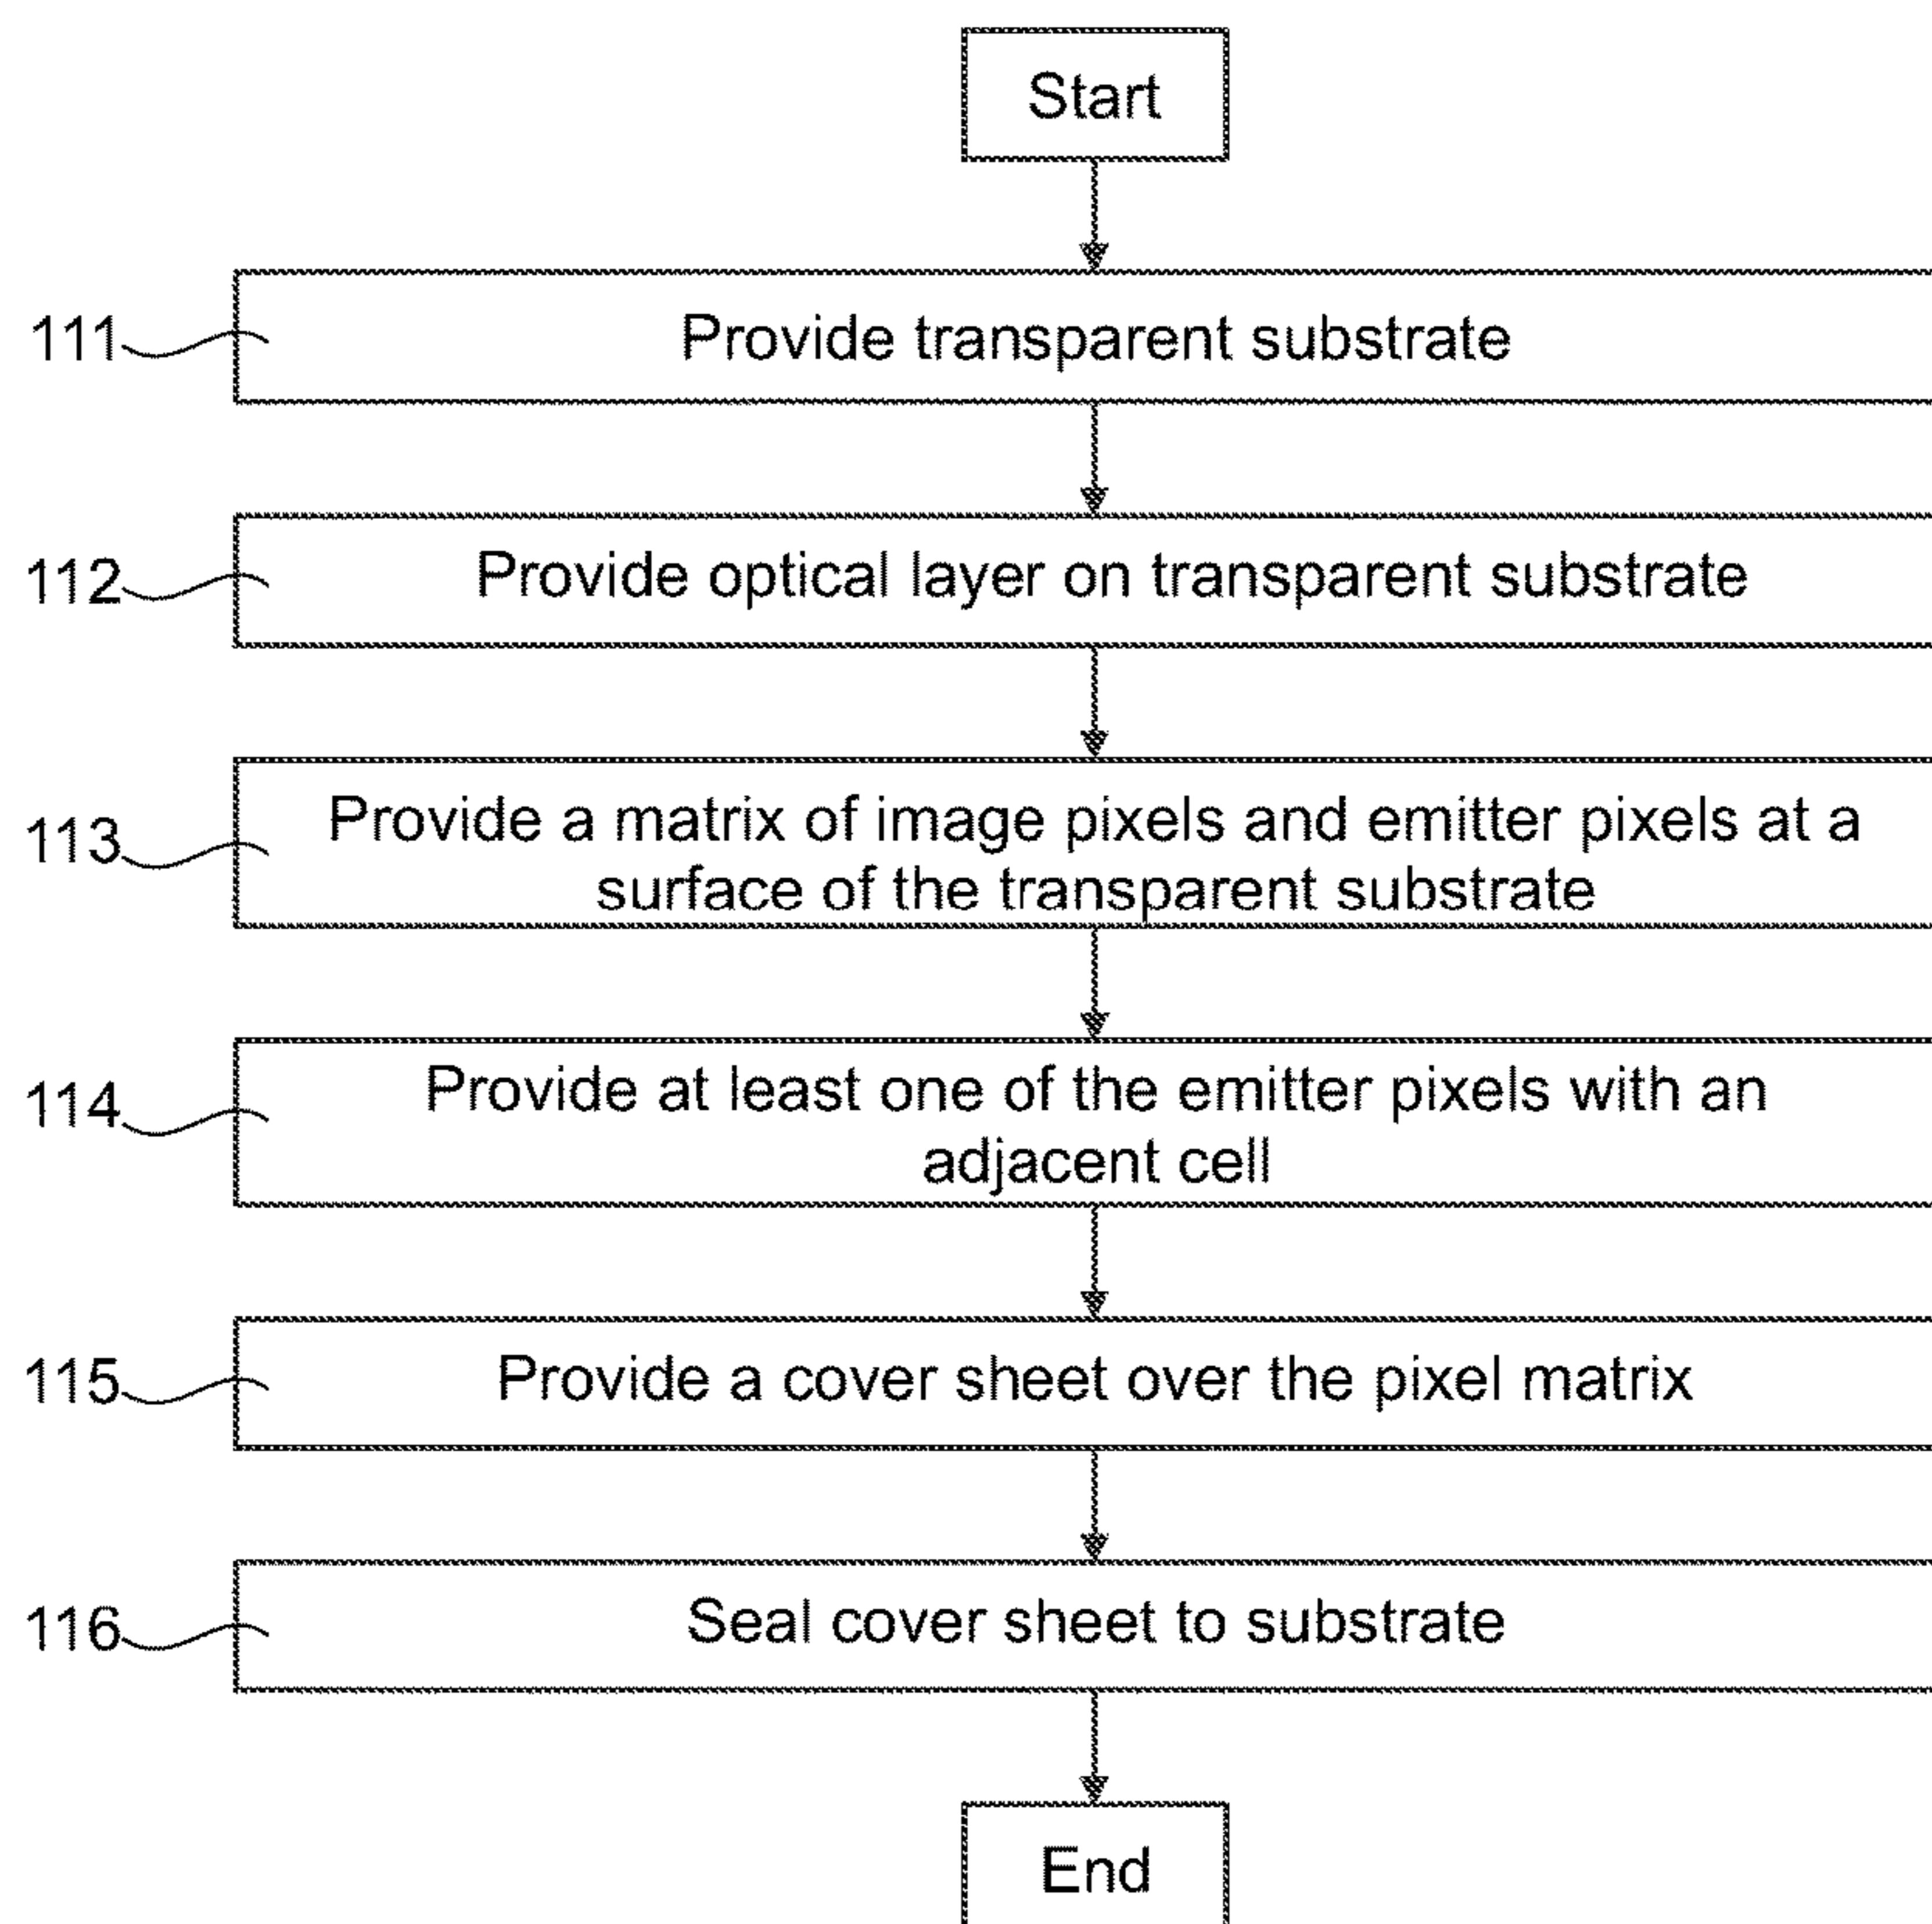 Start
111
Provide transparent substrate
112
Provide optical layer on transparent substrate
113
Provide a matrix of image pixels and emitter pixels at a
surface of the transparent substrate
114
Provide at least one of the emitter pixels with an
adjacent cell
115
Provide a cover sheet over the pixel matrix
116
Seal cover sheet to substrate
End